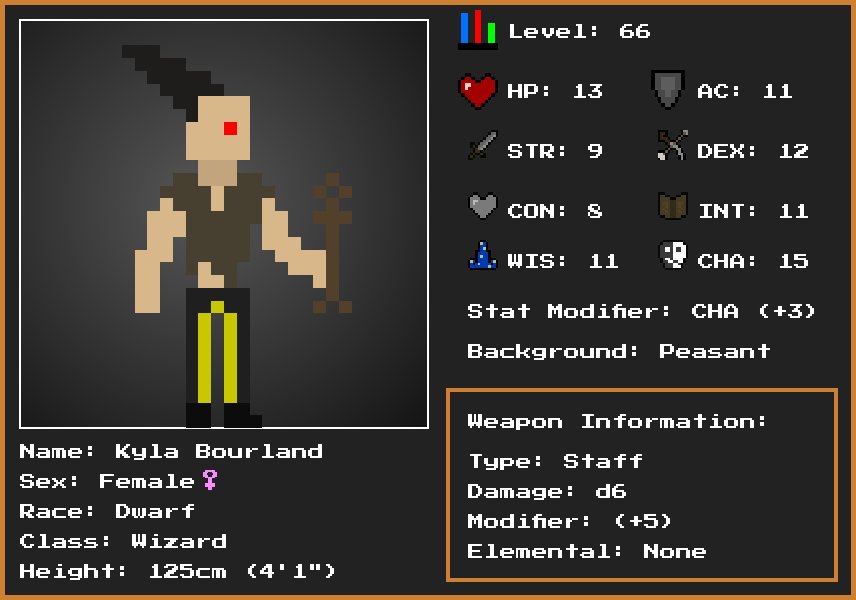 Level: 66
HP: 13
AC: 11
STR: 9
DEX: 12
CON: 8
INT: 11
WIS: 11
CHA: 15
Stat Modifier: CHA (+3)
Background: Peasant
Weapon Information:
Type: Staff
Damage: d6
Modifier: (+5)
Elemental: None
Name: Kyla Bourland
Sex: Female♀
Race: Dwarf
Class: Wizard
Height: 125cm (4'1")